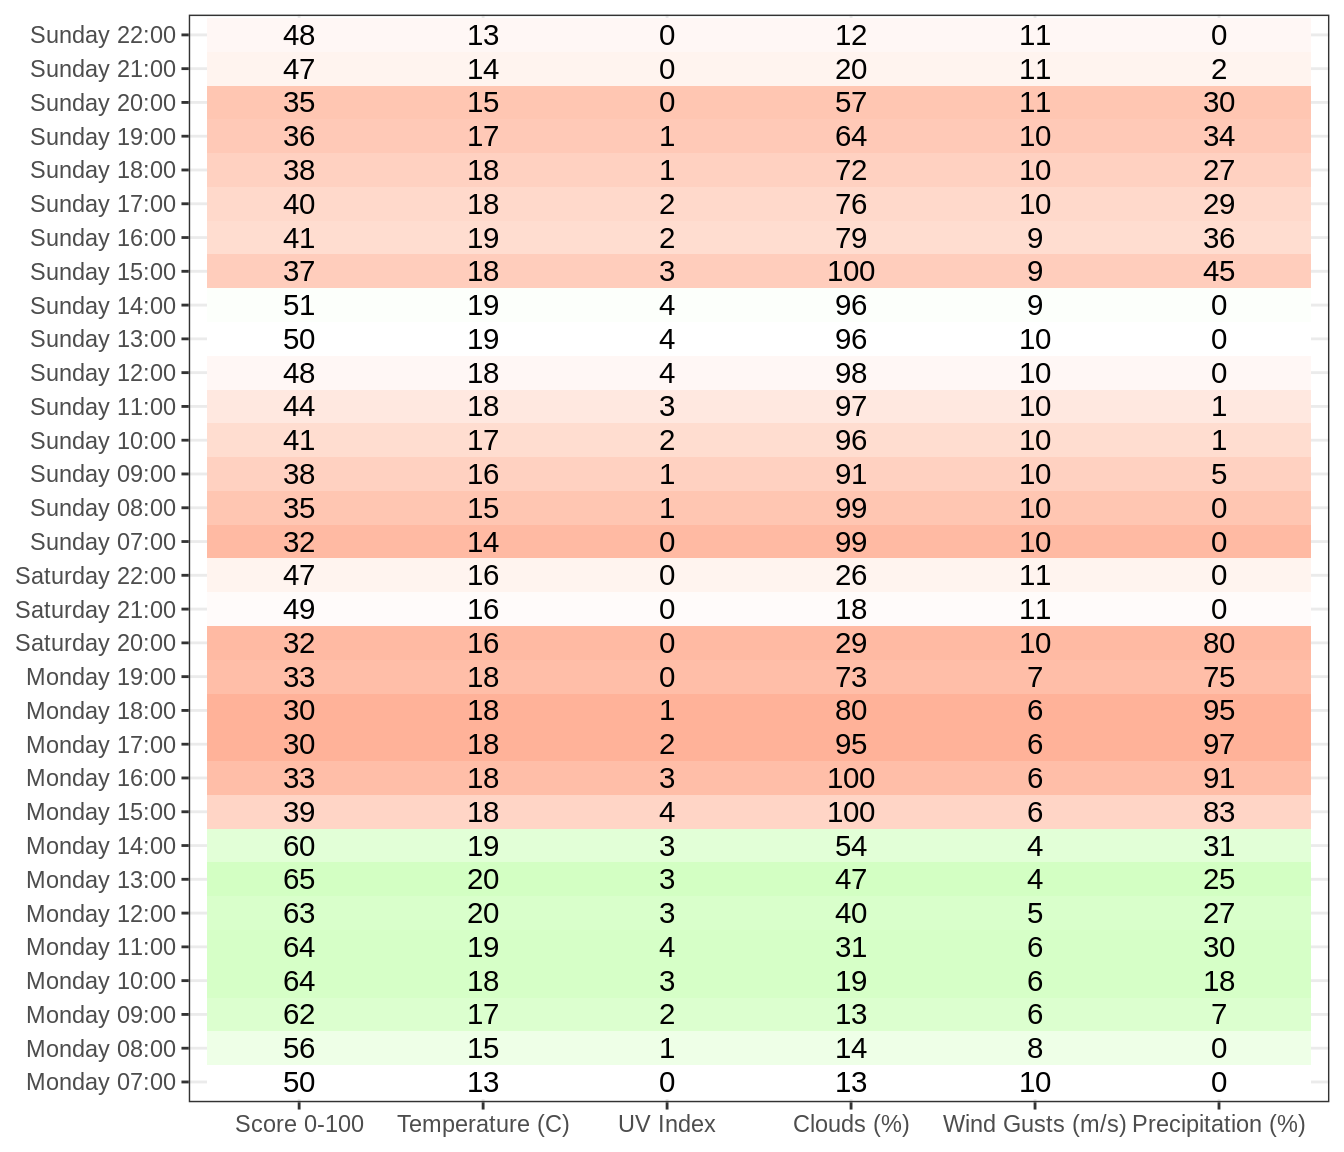 Sunday 22:00 48 13 0 12 11 0
Sunday 21:00 47 14 0 20 11 2
Sunday 20:00 35 15 0 57 11 30
Sunday 19:00 36 17 1 64 10 34
Sunday 18:00 38 18 1 72 10 27
Sunday 17:00 40 18 2 76 10 29
Sunday 16:00 41 19 2 79 9 36
Sunday 15:00 37 18 3 100 9 45
Sunday 14:00 51 19 4 96 9 0
Sunday 13:00 50 19 4 96 10 0
Sunday 12:00 48 18 4 98 10 0
Sunday 11:00 44 18 3 97 10 1
Sunday 10:00 41 17 2 96 10 1
Sunday 09:00 38 16 1 91 10 5
Sunday 08:00 35 15 1 99 10 0
Sunday 07:00 32 14 0 99 10 0
Saturday 22:00 47 16 0 26 11 0
Saturday 21:00 49 16 0 18 11 0
Saturday 20:00 32 16 0 29 10 80
Monday 19:00 33 18 0 73 7 75
Monday 18:00 30 18 1 80 6 95
Monday 17:00 30 18 2 95 6 97
Monday 16:00 33 18 3 100 6 91
Monday 15:00 39 18 4 100 6 83
Monday 14:00 60 19 3 54 4 31
Monday 13:00 65 20 3 47 4 25
Monday 12:00 63 20 3 40 5 27
Monday 11:00 64 19 4 31 6 30
Monday 10:00 64 18 3 19 6 18
Monday 09:00 62 17 2 13 6 7
Monday 08:00 56 15 1 14 8 0
Monday 07:00 50 13 0 13 10 0
Score 0-100 Temperature (C) UV Index Clouds (%) Wind Gusts (m/s) Precipitation (%)